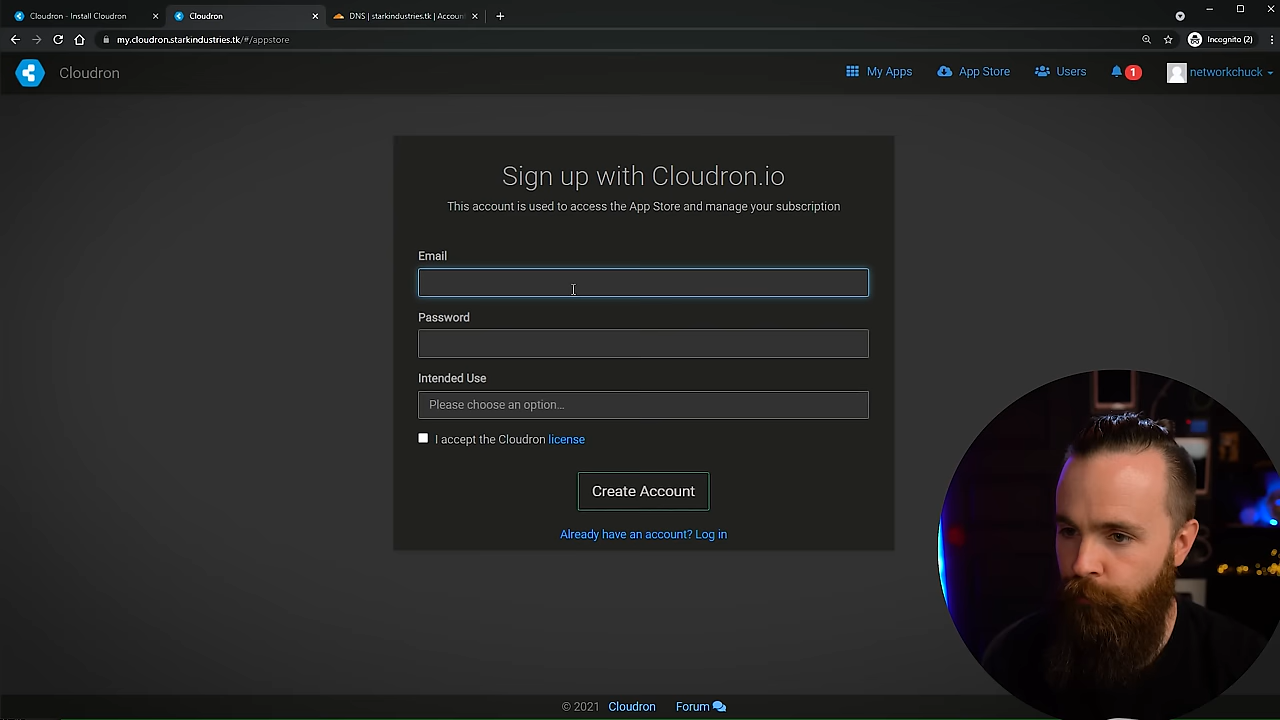 Cloudron - Install Cloudron
Cloudron
DNS | starkindustries.tk | Accoun
my.cloudron.starkindustries.tk/#/appstore
Incognito (2)
Cloudron
My Apps
App Store
Users
1
networkchuck
Sign up with Cloudron.io
This account is used to access the App Store and manage your subscription
Email
Password
Intended Use
Please choose an option...
I accept the Cloudron license
Create Account
Already have an account? Log in
© 2021 Cloudron Forum